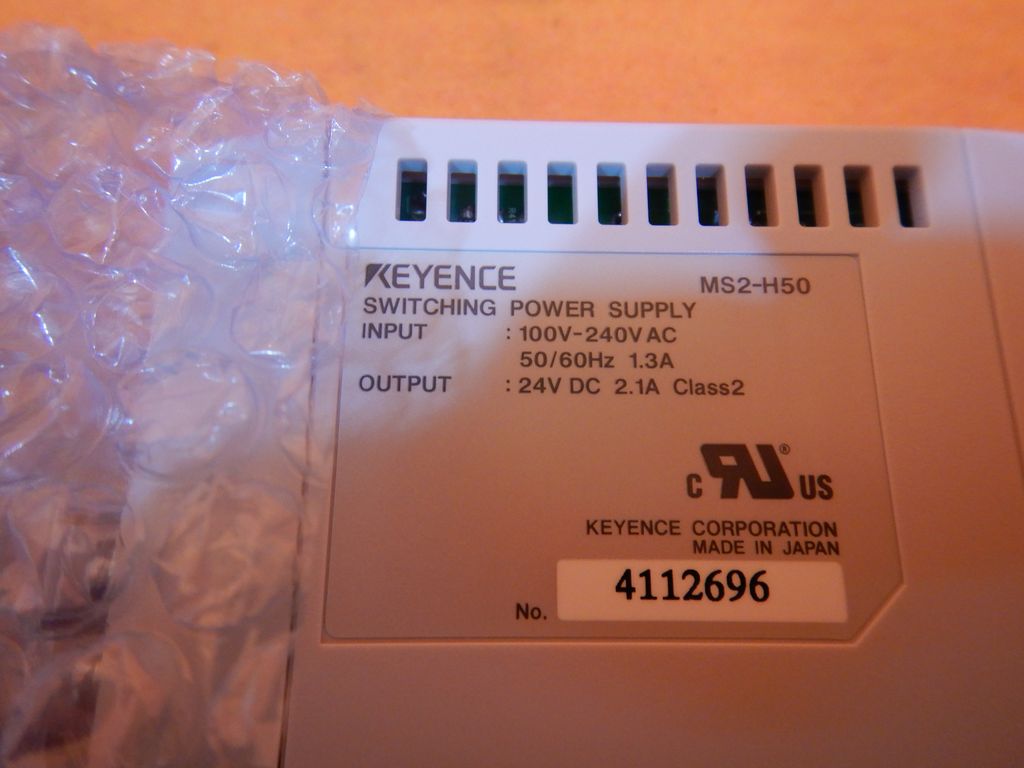 KEYENCE MS2-H50
SWITCHING POWER SUPPLY
INPUT : 100V-240V AC
50/60Hz 1.3A
OUTPUT : 24V DC 2.1A Class2
C RU® US
KEYENCE CORPORATION
MADE IN JAPAN
No. 4112696